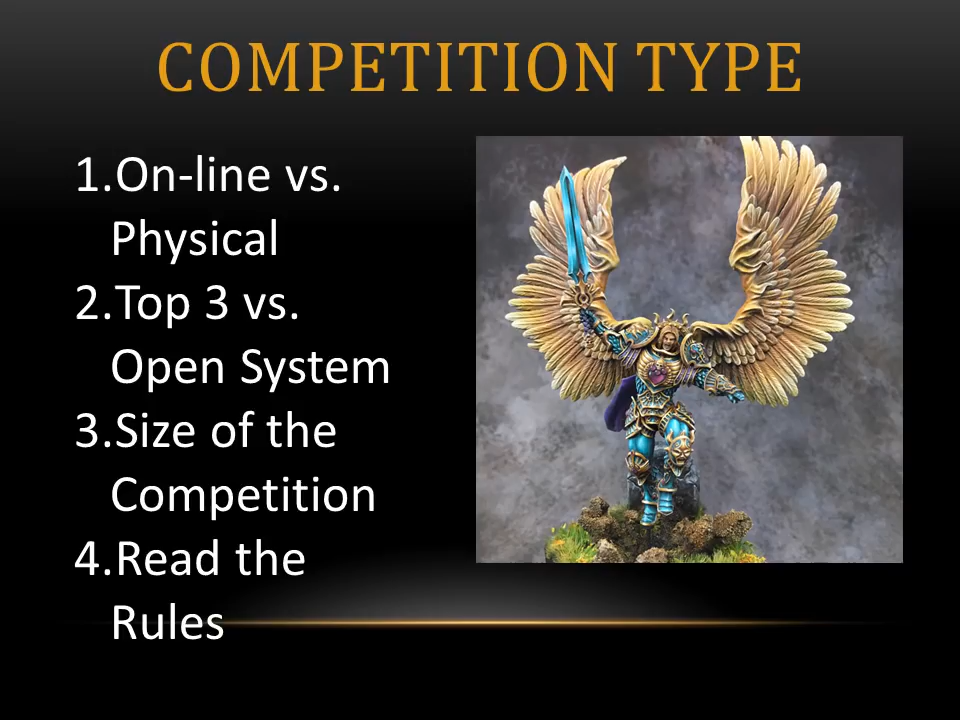 COMPETITION TYPE
1.On-line vs.
Physical
2.Top 3 vs.
Open System
3.Size of the
Competition
4.Read the
Rules